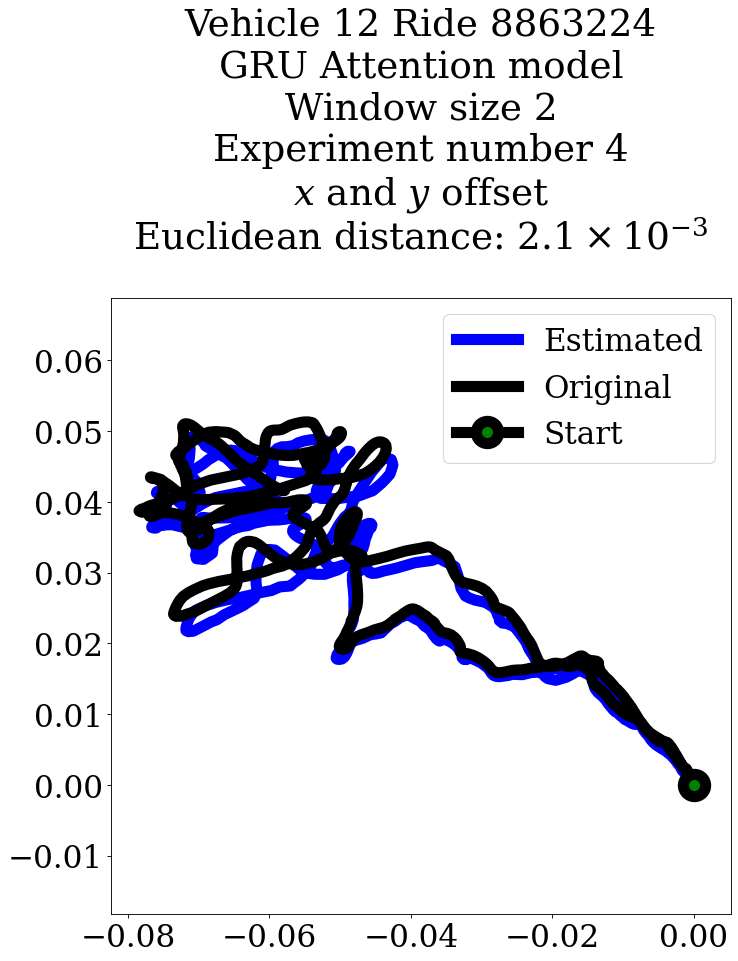 Vehicle 12 Ride 8863224
GRU Attention model
Window size 2
Experiment number 4
x and y offset
Euclidean distance: 2.1 × 10⁻³
Estimated
Original
Start
0.06
0.05
0.04
0.03
0.02
0.01
0.00
−0.01
−0.08 −0.06 −0.04 −0.02 0.00